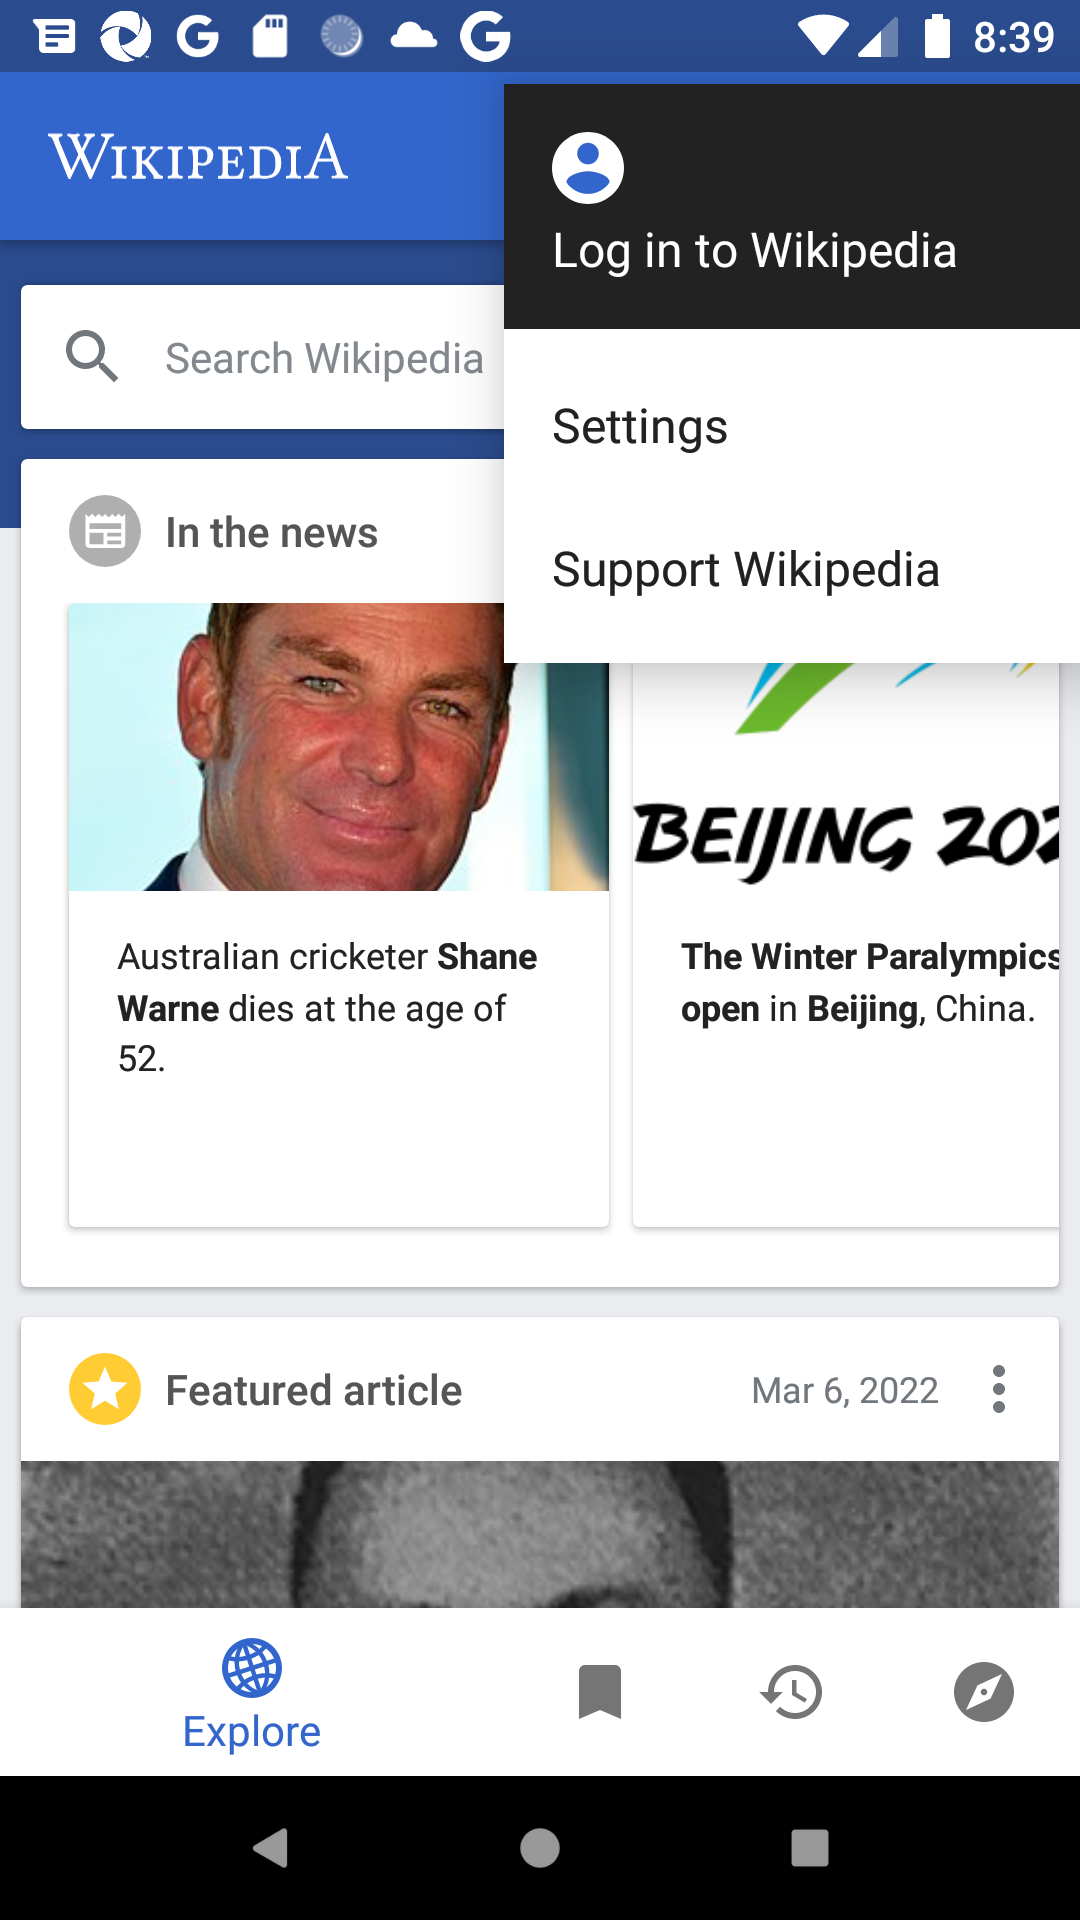 8:39
WIKIPEDIA
Log in to Wikipedia
Search Wikipedia
Settings
Support Wikipedia
In the news
BEIJING 202
Australian cricketer Shane
Warne dies at the age of
52.
The Winter Paralympics
open in Beijing, China.
Featured article
Mar 6, 2022
Explore